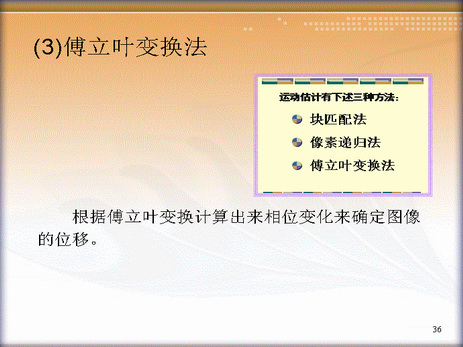 (3)傅立叶变换法
运动估计有下述三种方法:
块匹配法
像素递归法
傅立叶变换法
根据傅立叶变换计算出来相位变化来确定图像
的位移。
36